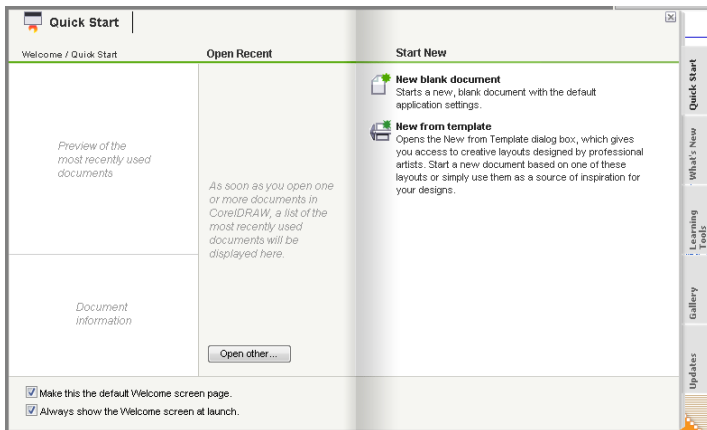 Quick Start
Welcome / Quick Start
Open Recent
Start New
Preview of the
most recently used
documents
Document
information
As soon as you open one
or more documents in
CorelDRAW, a list of the
most recently used
documents will be
displayed here.
Open other...
New blank document
Starts a new, blank document with the default
application settings.
New from template
Opens the New from Template dialog box, which gives
you access to creative layouts designed by professional
artists. Start a new document based on one of these
layouts or simply use them as a source of inspiration for
your designs.
Make this the default Welcome screen page.
Always show the Welcome screen at launch.
Quick Start
What's New
Learning
Tools
Gallery
Updates